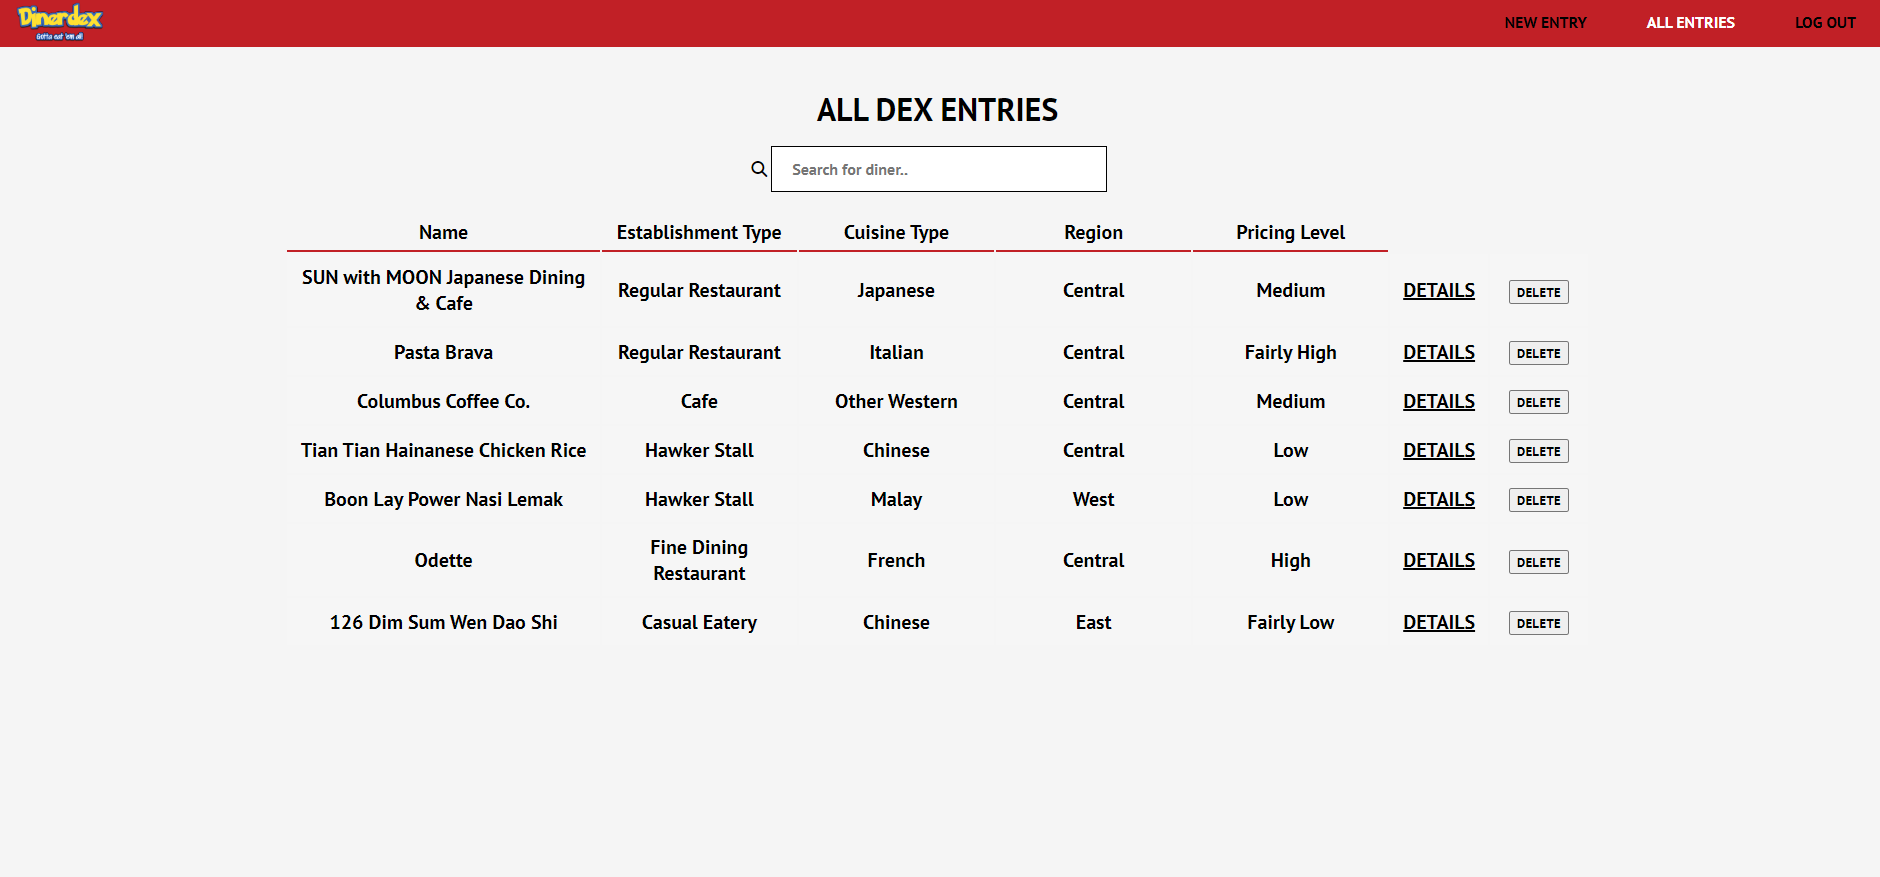 Dinerdex
Gotta eat 'em all!
NEW ENTRY ALL ENTRIES LOG OUT
ALL DEX ENTRIES
Search for diner..
Name Establishment Type Cuisine Type Region Pricing Level
SUN with MOON Japanese Dining
& Cafe Regular Restaurant Japanese Central Medium DETAILS DELETE
Pasta Brava Regular Restaurant Italian Central Fairly High DETAILS DELETE
Columbus Coffee Co. Cafe Other Western Central Medium DETAILS DELETE
Tian Tian Hainanese Chicken Rice Hawker Stall Chinese Central Low DETAILS DELETE
Boon Lay Power Nasi Lemak Hawker Stall Malay West Low DETAILS DELETE
Odette Fine Dining
Restaurant French Central High DETAILS DELETE
126 Dim Sum Wen Dao Shi Casual Eatery Chinese East Fairly Low DETAILS DELETE